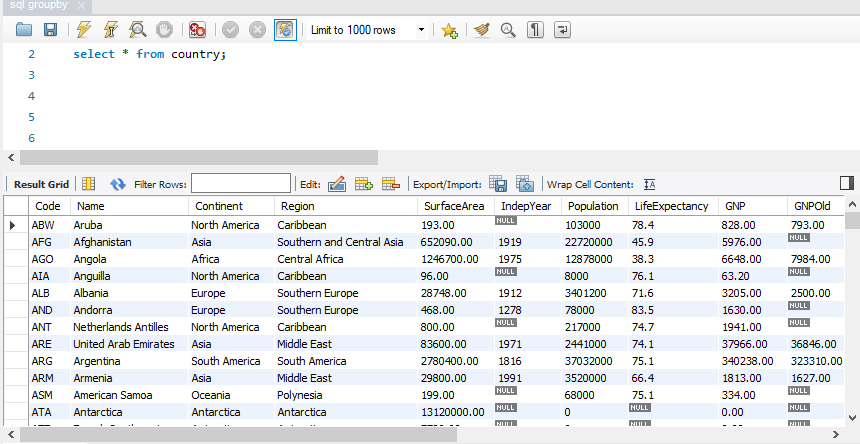 sql groupby
Limit to 1000 rows
2 select * from country;
3
4
5
6
Result Grid Filter Rows: Edit: Export/Import: Wrap Cell Content: IA
Code Name Continent Region SurfaceArea IndepYear Population LifeExpectancy GNP GNPOld
ABW Aruba North America Caribbean 193.00 NULL 103000 78.4 828.00 793.00
AFG Afghanistan Asia Southern and Central Asia 652090.00 1919 22720000 45.9 5976.00 NULL
AGO Angola Africa Central Africa 1246700.00 1975 12878000 38.3 6648.00 7984.00
AIA Anguilla North America Caribbean 96.00 NULL 8000 76.1 63.20 NULL
ALB Albania Europe Southern Europe 28748.00 1912 3401200 71.6 3205.00 2500.00
AND Andorra Europe Southern Europe 468.00 1278 78000 83.5 1630.00 NULL
ANT Netherlands Antilles North America Caribbean 800.00 NULL 217000 74.7 1941.00 NULL
ARE United Arab Emirates Asia Middle East 83600.00 1971 2441000 74.1 37966.00 36846.00
ARG Argentina South America South America 2780400.00 1816 37032000 75.1 340238.00 323310.00
ARM Armenia Asia Middle East 29800.00 1991 3520000 66.4 1813.00 1627.00
ASM American Samoa Oceania Polynesia 199.00 NULL 68000 75.1 334.00 NULL
ATA Antarctica Antarctica Antarctica 13120000.00 NULL 0 NULL 0.00 NULL